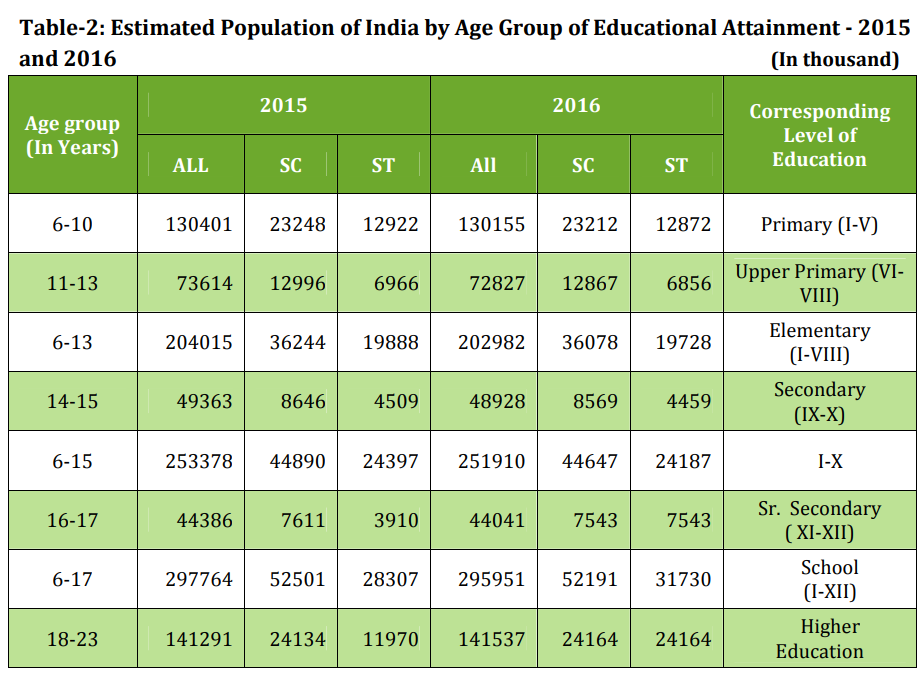 Table-2: Estimated Population of India by Age Group of Educational Attainment - 2015
and 2016 (In thousand)
Age group (In Years) 2015 2016 Corresponding Level of Education
ALL SC ST All SC ST
6-10 130401 23248 12922 130155 23212 12872 Primary (I-V)
11-13 73614 12996 6966 72827 12867 6856 Upper Primary (VI-VIII)
6-13 204015 36244 19888 202982 36078 19728 Elementary (I-VIII)
14-15 49363 8646 4509 48928 8569 4459 Secondary (IX-X)
6-15 253378 44890 24397 251910 44647 24187 I-X
16-17 44386 7611 3910 44041 7543 7543 Sr. Secondary ( XI-XII)
6-17 297764 52501 28307 295951 52191 31730 School (I-XII)
18-23 141291 24134 11970 141537 24164 24164 Higher Education